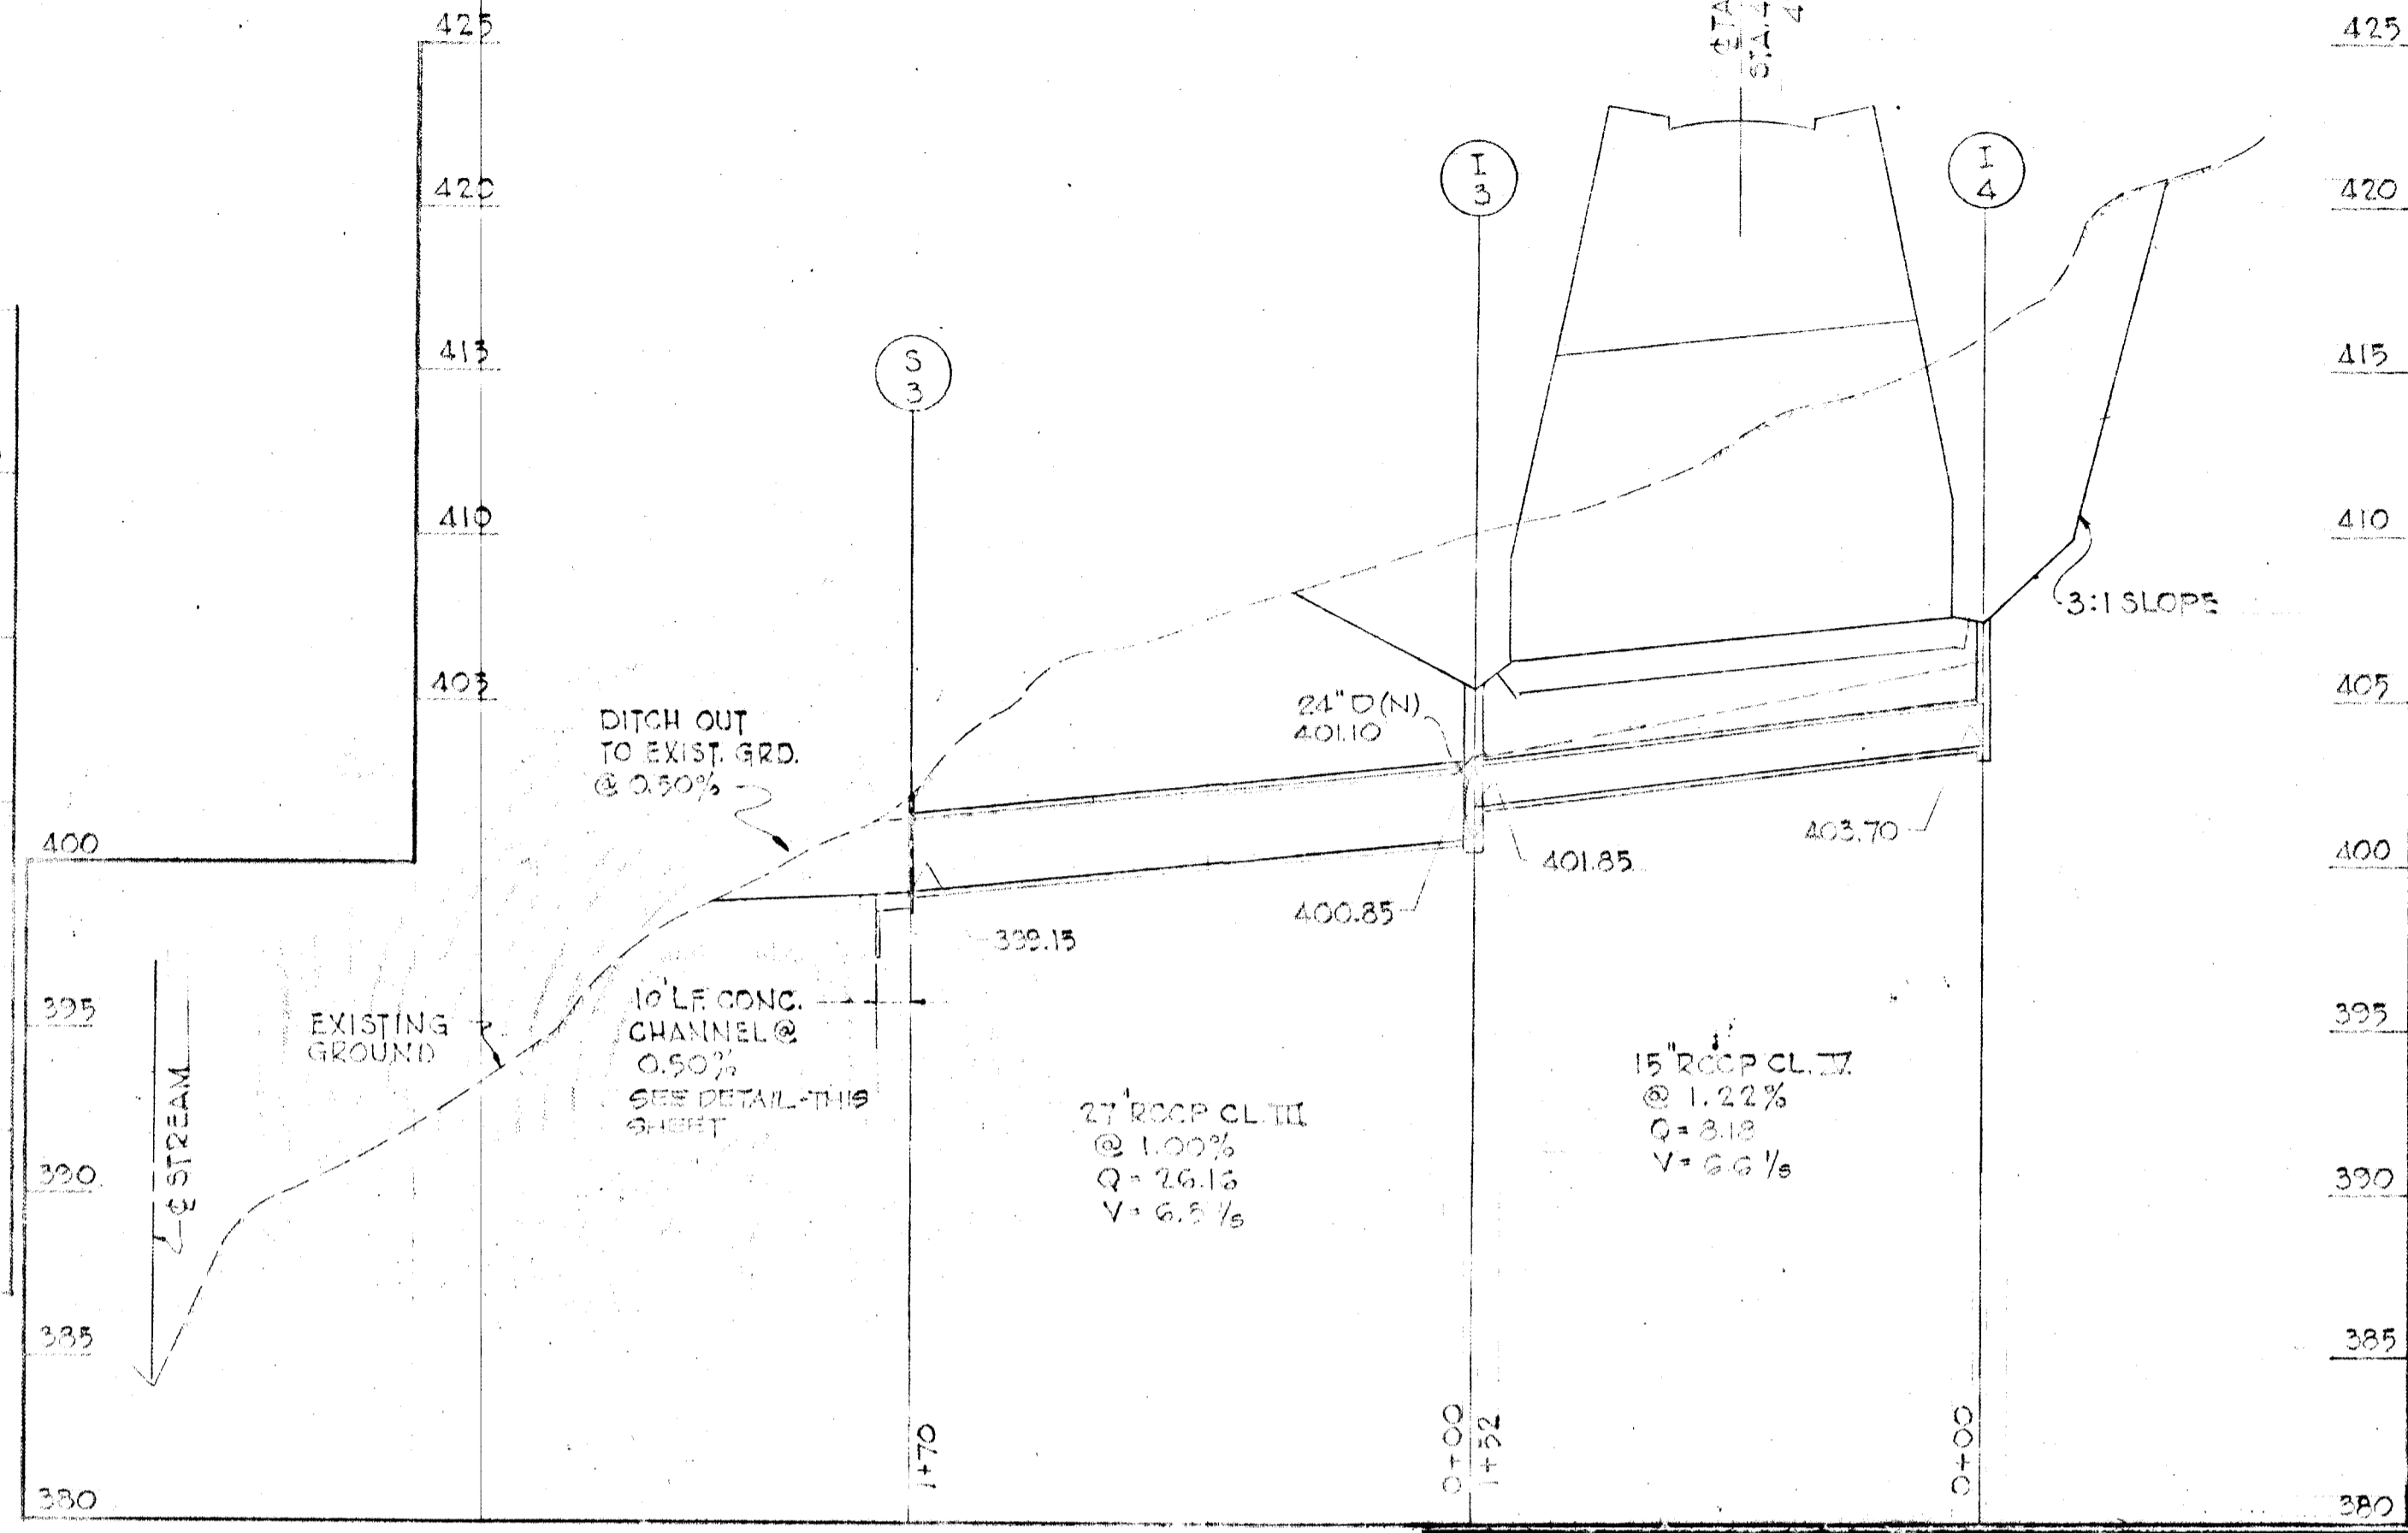 425
420
415
410
405
400
395
390
385
380
425
420
415
410
405
400
395
390
385
380
S
3
I
3
I
4
3:1 SLOPE
DITCH OUT
TO EXIST. GRD.
@ 0.50%
24" D(N)
401.10
403.70
401.85
400.85
399.15
EXISTING
GROUND
10' L.F. CONC.
CHANNEL @
0.50%
SEE DETAIL-THIS
SHEET
℄ STREAM
27" RCCP CL. III
@ 1.00%
Q = 26.16
V = 6.5 '/s
15" RCCP CL. IV
@ 1.22%
Q = 8.18
V = 6.6 '/s
1+70
0+00
1+52
0+00